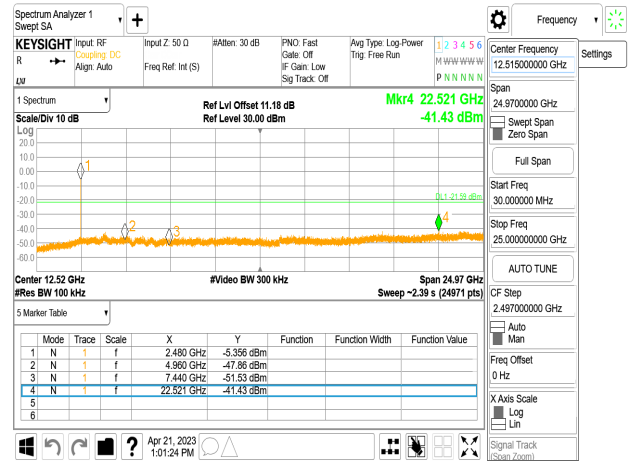 Spectrum Analyzer 1
Swept SA
Frequency
KEYSIGHT
R
Input: RF
Coupling: DC
Align: Auto
Input Z: 50 Ω
Freq Ref: Int (S)
#Atten: 30 dB
PNO: Fast
Gate: Off
IF Gain: Low
Sig Track: Off
Avg Type: Log-Power
Trig: Free Run
1 2 3 4 5 6
M W W W W W
P N N N N N
1 Spectrum
Scale/Div 10 dB
Ref Lvl Offset 11.18 dB
Ref Level 30.00 dBm
Mkr4 22.521 GHz
-41.43 dBm
Log
20.0
10.0
0.00
-10.0
-20.0
-30.0
-40.0
-50.0
-60.0
1
2
3
4
DL1 -21.59 dBm
Center 12.52 GHz
#Video BW 300 kHz
Span 24.97 GHz
#Res BW 100 kHz
Sweep ~2.39 s (24971 pts)
5 Marker Table
Mode Trace Scale X Y Function Function Width Function Value
1 N 1 f 2.480 GHz -5.356 dBm
2 N 1 f 4.960 GHz -47.86 dBm
3 N 1 f 7.440 GHz -51.53 dBm
4 N 1 f 22.521 GHz -41.43 dBm
5
6
?
Apr 21, 2023
1:01:24 PM
Center Frequency
12.515000000 GHz
Settings
Span
24.9700000 GHz
Swept Span
Zero Span
Full Span
Start Freq
30.000000 MHz
Stop Freq
25.000000000 GHz
AUTO TUNE
CF Step
2.497000000 GHz
Auto
Man
Freq Offset
0 Hz
X Axis Scale
Log
Lin
Signal Track
(Span Zoom)